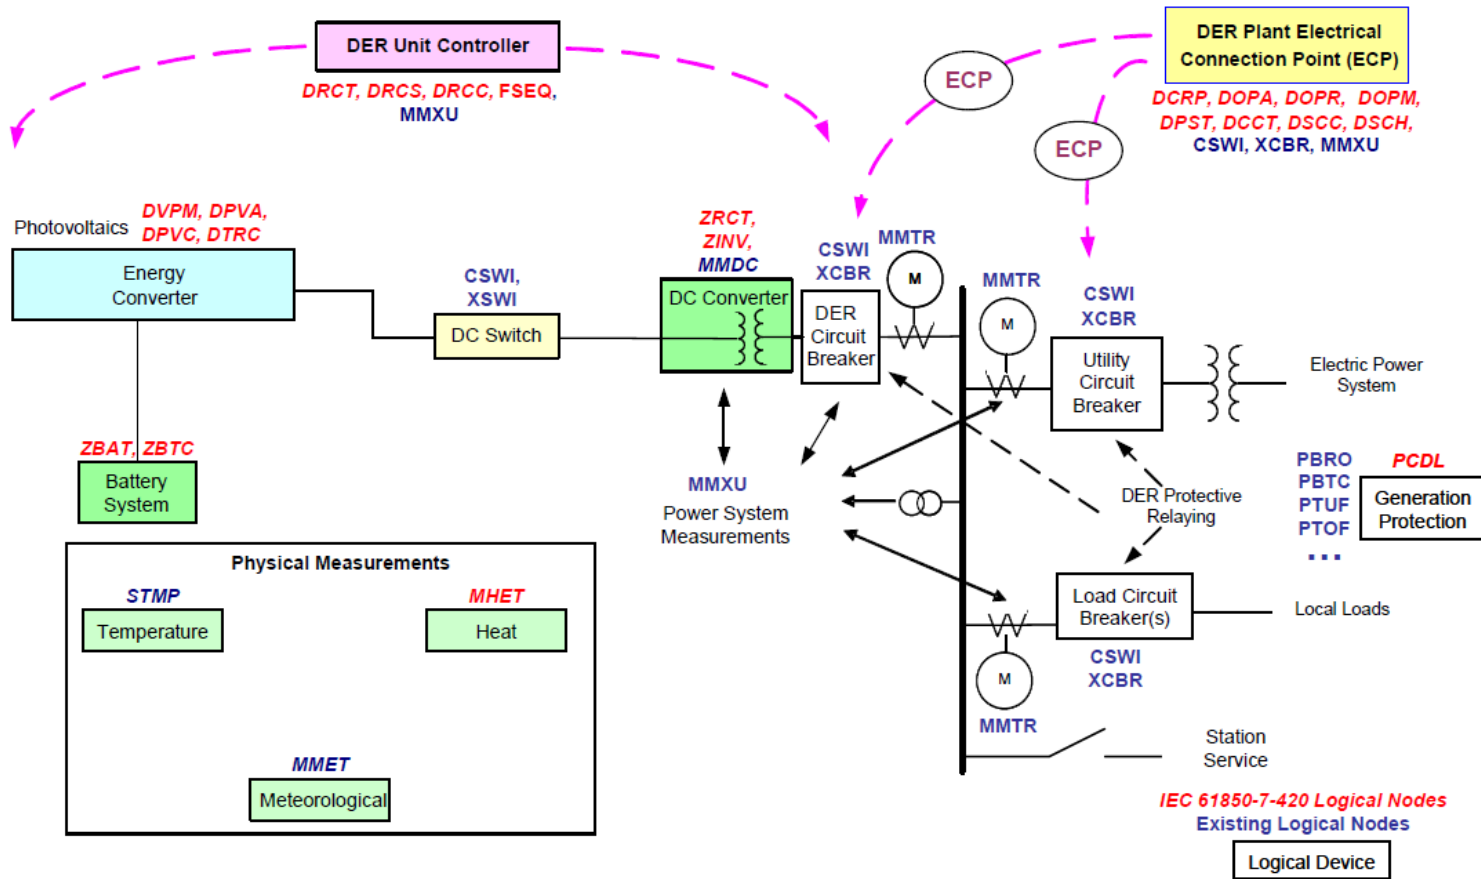 DER Unit Controller
DRCT, DRCS, DRCC, FSEQ,
MMXU
ECP
DER Plant Electrical
Connection Point (ECP)
DCRP, DOPA, DOPR, DOPM,
DPST, DCCT, DSCC, DSCH,
CSWI, XCBR, MMXU
ECP
Photovoltaics
DVPM, DPVA,
DPVC, DTRC
Energy
Converter
CSWI,
XSWI
DC Switch
ZRCT,
ZINV,
MMDC
DC Converter
CSWI
XCBR
DER
Circuit
Breaker
MMTR
M
MMTR
M
CSWI
XCBR
Utility
Circuit
Breaker
Electric Power
System
ZBAT, ZBTC
Battery
System
MMXU
Power System
Measurements
DER Protective
Relaying
PBRO
PBTC
PTUF
PTOF
...
PCDL
Generation
Protection
Physical Measurements
STMP
Temperature
MHET
Heat
MMET
Meteorological
Load Circuit
Breaker(s)
CSWI
XCBR
Local Loads
M
MMTR
Station
Service
IEC 61850-7-420 Logical Nodes
Existing Logical Nodes
Logical Device